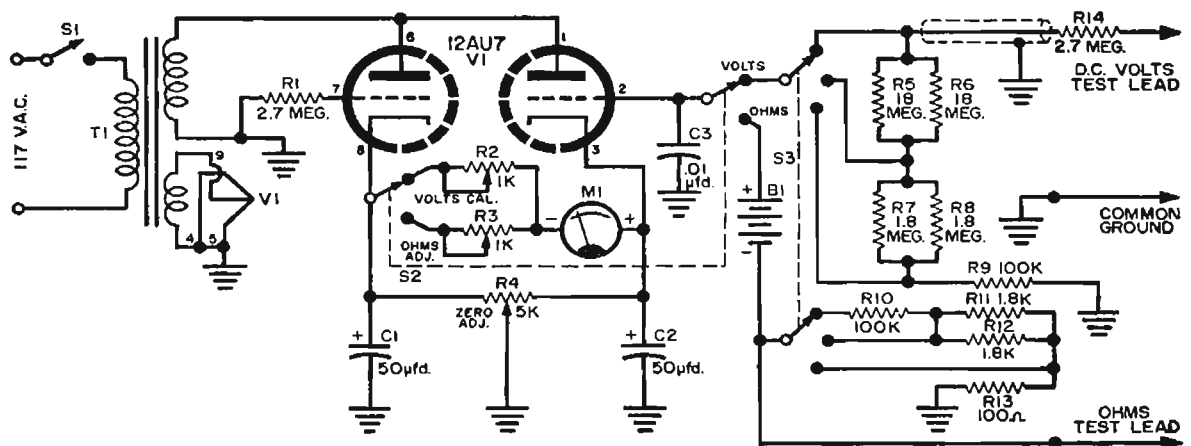 S1
117 V.A.C.
T1
R1
2.7 MEG.
7
6
12AU7
V1
1
2
8
3
9
V1
4
5
R2
1K
VOLTS CAL.
R3
1K
OHMS
ADJ.
S2
M1
-
+
R4
5K
ZERO
ADJ.
+
C1
50µfd.
+
C2
50µfd.
C3
.01
µfd.
VOLTS
OHMS
S3
+
B1
-
R14
2.7 MEG.
D.C. VOLTS
TEST LEAD
R5
18
MEG.
R6
18
MEG.
R7
1.8
MEG.
R8
1.8
MEG.
COMMON
GROUND
R9 100K
R10
100K
R11 1.8K
R12
1.8K
R13
100Ω
OHMS
TEST LEAD